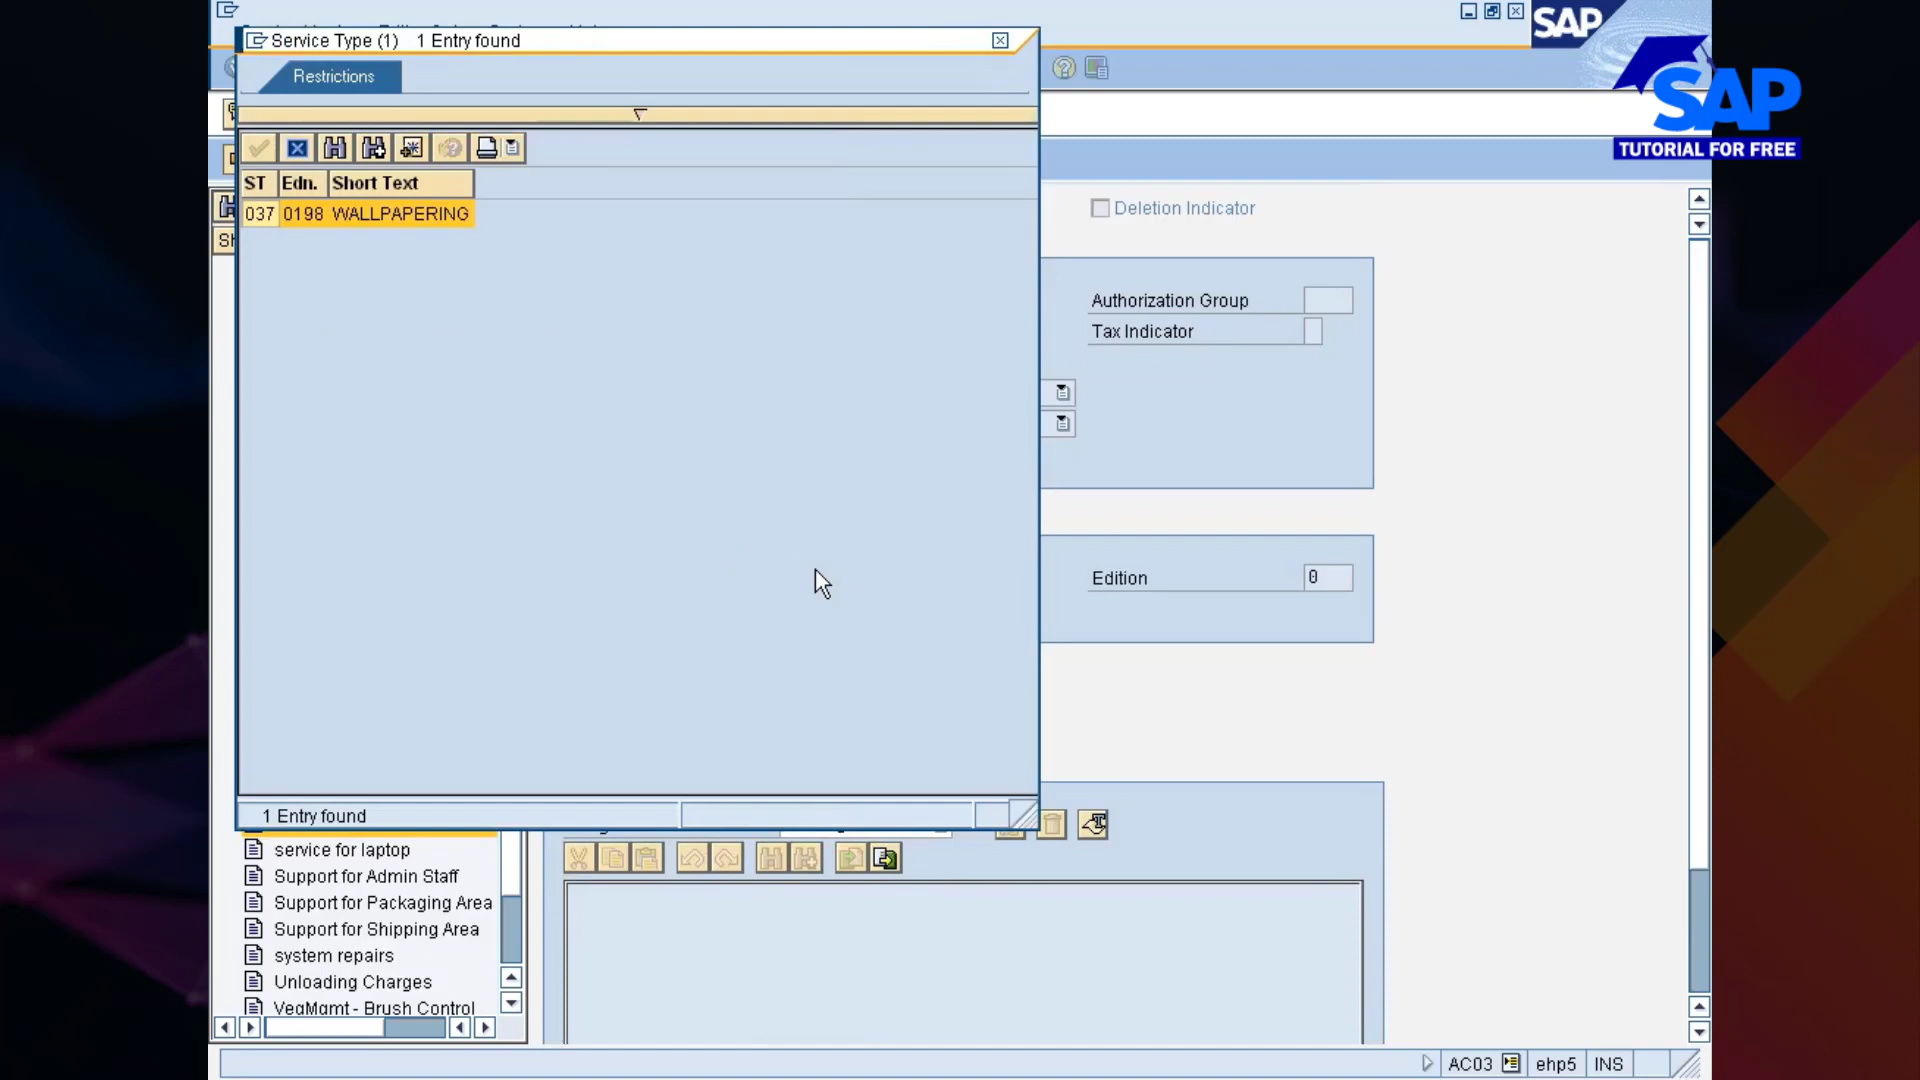 SAP
Service Type (1) 1 Entry found
Restrictions
SAP
TUTORIAL FOR FREE
ST Edn. Short Text
037 0198 WALLPAPERING
Deletion Indicator
Authorization Group
Tax Indicator
Edition 0
1 Entry found
service for laptop
Support for Admin Staff
Support for Packaging Area
Support for Shipping Area
system repairs
Unloading Charges
VegMgmt - Brush Control
AC03 ehp5 INS